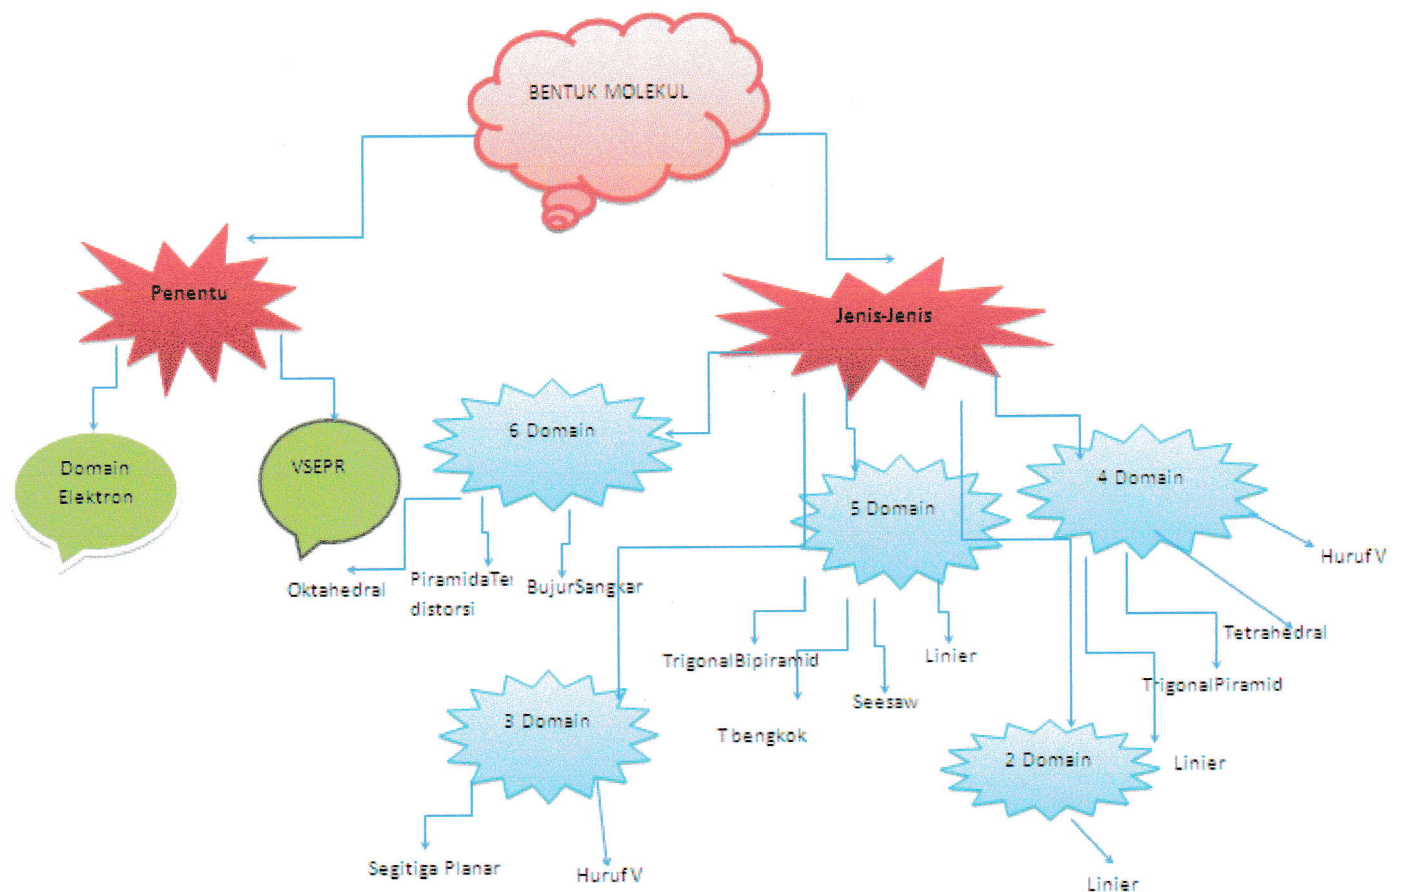 BENTUK MOLEKUL
Penentu
Jenis-Jenis
6 Domain
Domain
Elektron
VSEPR
4 Domain
5 Domain
Oktahedral
PiramidaTer
distorsi
BujurSangkar
Huruf V
TrigonalBipiramid
Linier
Tetrahedral
Seesaw
TrigonalPiramid
T bengkok
3 Domain
2 Domain
Linier
Segitiga Planar
Huruf V
Linier